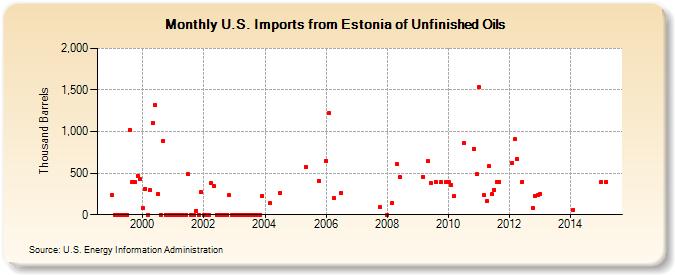 Monthly U.S. Imports from Estonia of Unfinished Oils
Thousand Barrels
2,000
1,500
1,000
500
0
2000 2002 2004 2006 2008 2010 2012 2014
Source: U.S. Energy Information Administration